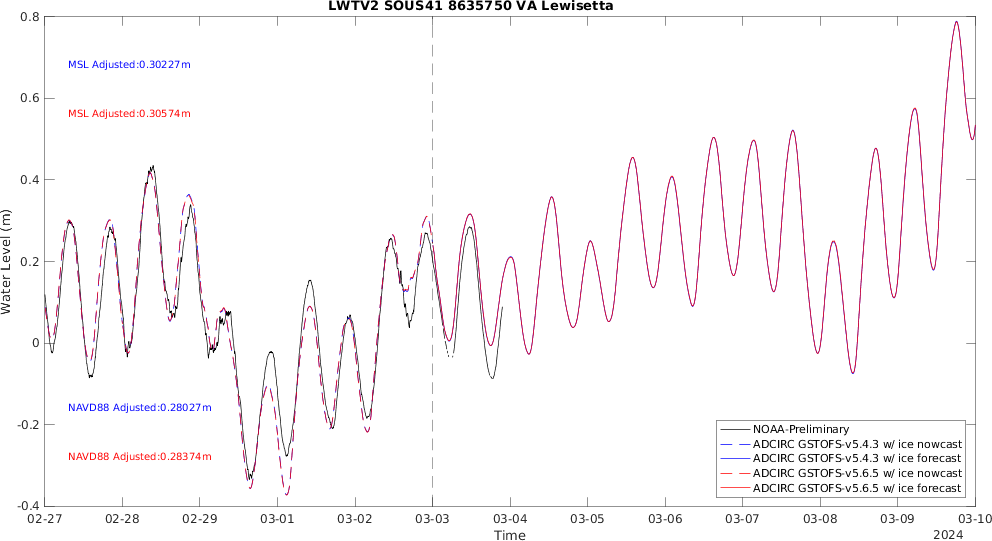 LWTV2 SOUS41 8635750 VA Lewisetta
0.8
0.6
0.4
0.2
0
-0.2
-0.4
Water Level (m)
MSL Adjusted:0.30227m
MSL Adjusted:0.30574m
NAVD88 Adjusted:0.28027m
NAVD88 Adjusted:0.28374m
NOAA-Preliminary
ADCIRC GSTOFS-v5.4.3 w/ ice nowcast
ADCIRC GSTOFS-v5.4.3 w/ ice forecast
ADCIRC GSTOFS-v5.6.5 w/ ice nowcast
ADCIRC GSTOFS-v5.6.5 w/ ice forecast
02-27 02-28 02-29 03-01 03-02 03-03 03-04 03-05 03-06 03-07 03-08 03-09 03-10
Time
2024